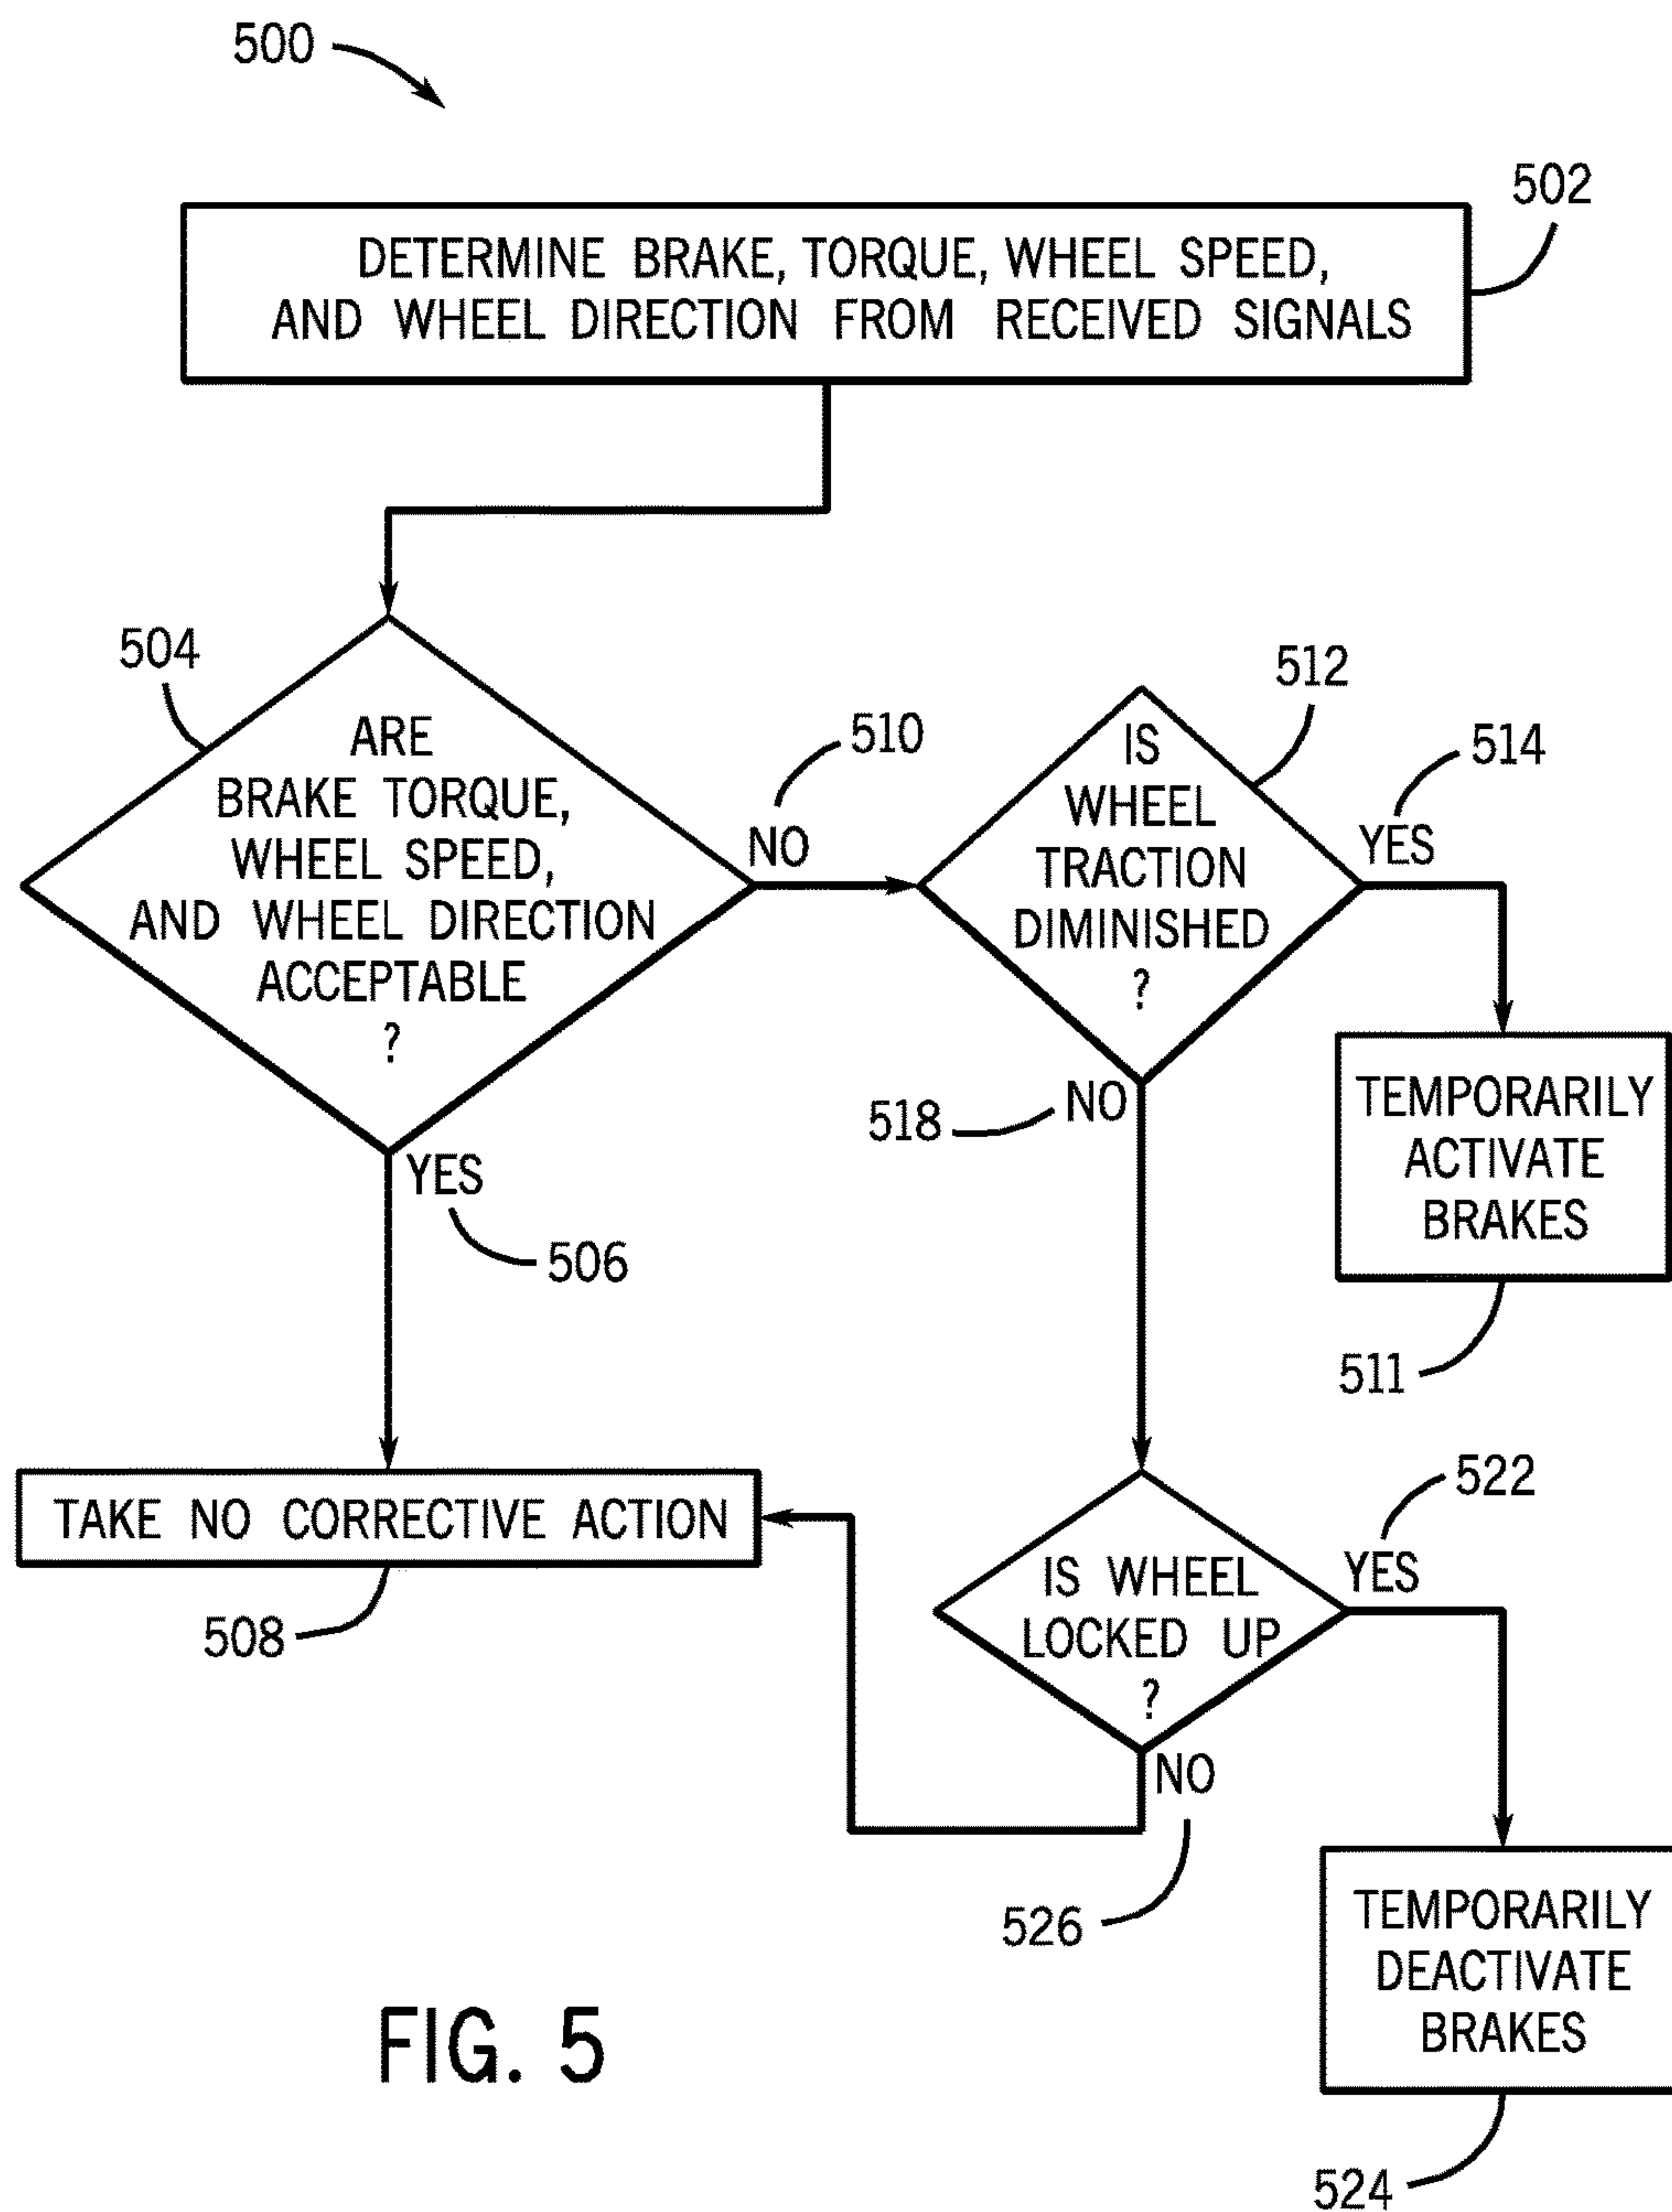 500
502
DETERMINE BRAKE, TORQUE, WHEEL SPEED,
AND WHEEL DIRECTION FROM RECEIVED SIGNALS
504
ARE
BRAKE TORQUE,
WHEEL SPEED,
AND WHEEL DIRECTION
ACCEPTABLE
?
510
NO
512
IS
WHEEL
TRACTION
DIMINISHED
?
514
YES
518
NO
TEMPORARILY
ACTIVATE
BRAKES
511
YES
506
TAKE NO CORRECTIVE ACTION
508
522
YES
IS WHEEL
LOCKED UP
?
NO
526
TEMPORARILY
DEACTIVATE
BRAKES
524
FIG. 5